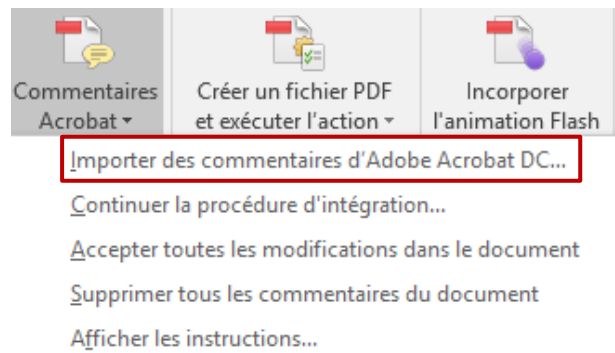 Commentaires
Acrobat
Créer un fichier PDF
et exécuter l'action
Incorporer
l'animation Flash
Importer des commentaires d'Adobe Acrobat DC...
Continuer la procédure d'intégration...
Accepter toutes les modifications dans le document
Supprimer tous les commentaires du document
Afficher les instructions...